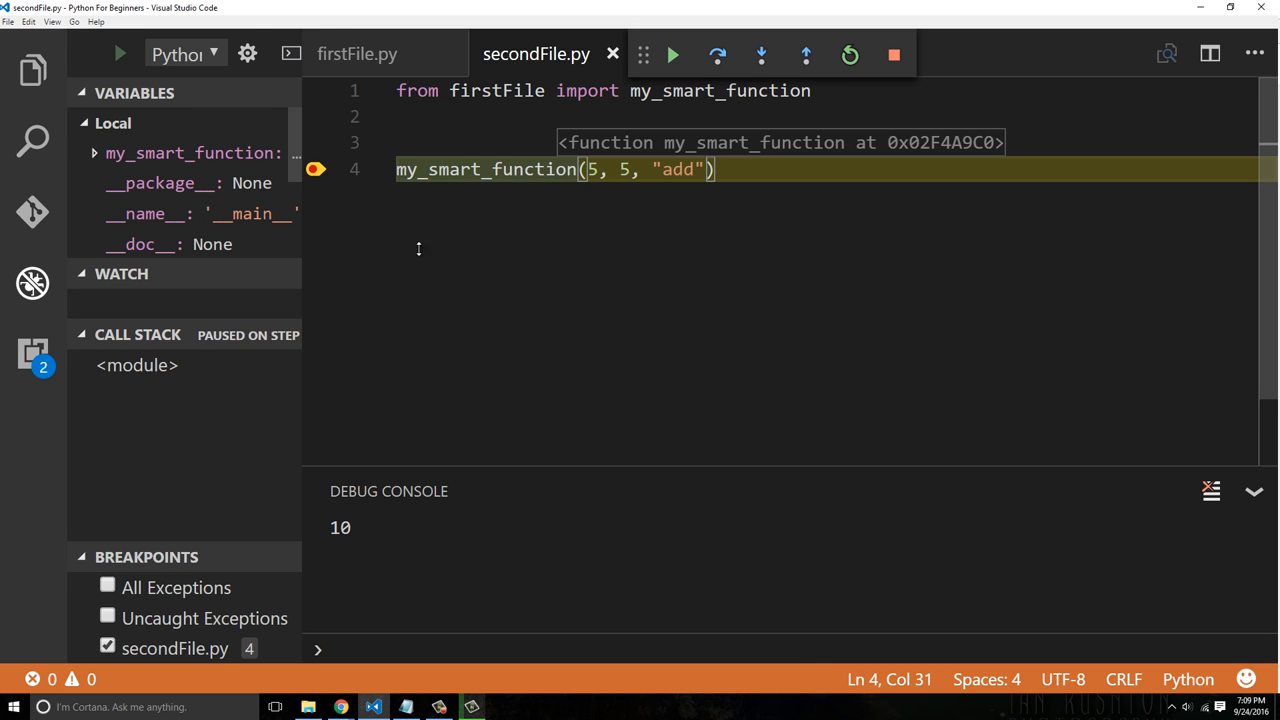 secondFile.py - Python For Beginners - Visual Studio Code
File Edit View Go Help
Python
firstFile.py
secondFile.py
VARIABLES
Local
my_smart_function: …
__package__: None
__name__: '__main__'
__doc__: None
WATCH
CALL STACK PAUSED ON STEP
<module>
BREAKPOINTS
All Exceptions
Uncaught Exceptions
secondFile.py 4
1 from firstFile import my_smart_function
2
3
<function my_smart_function at 0x02F4A9C0>
4 my_smart_function(5, 5, "add")
DEBUG CONSOLE
10
2
0 0
Ln 4, Col 31 Spaces: 4 UTF-8 CRLF Python
I'm Cortana. Ask me anything.
7:09 PM
9/24/2016